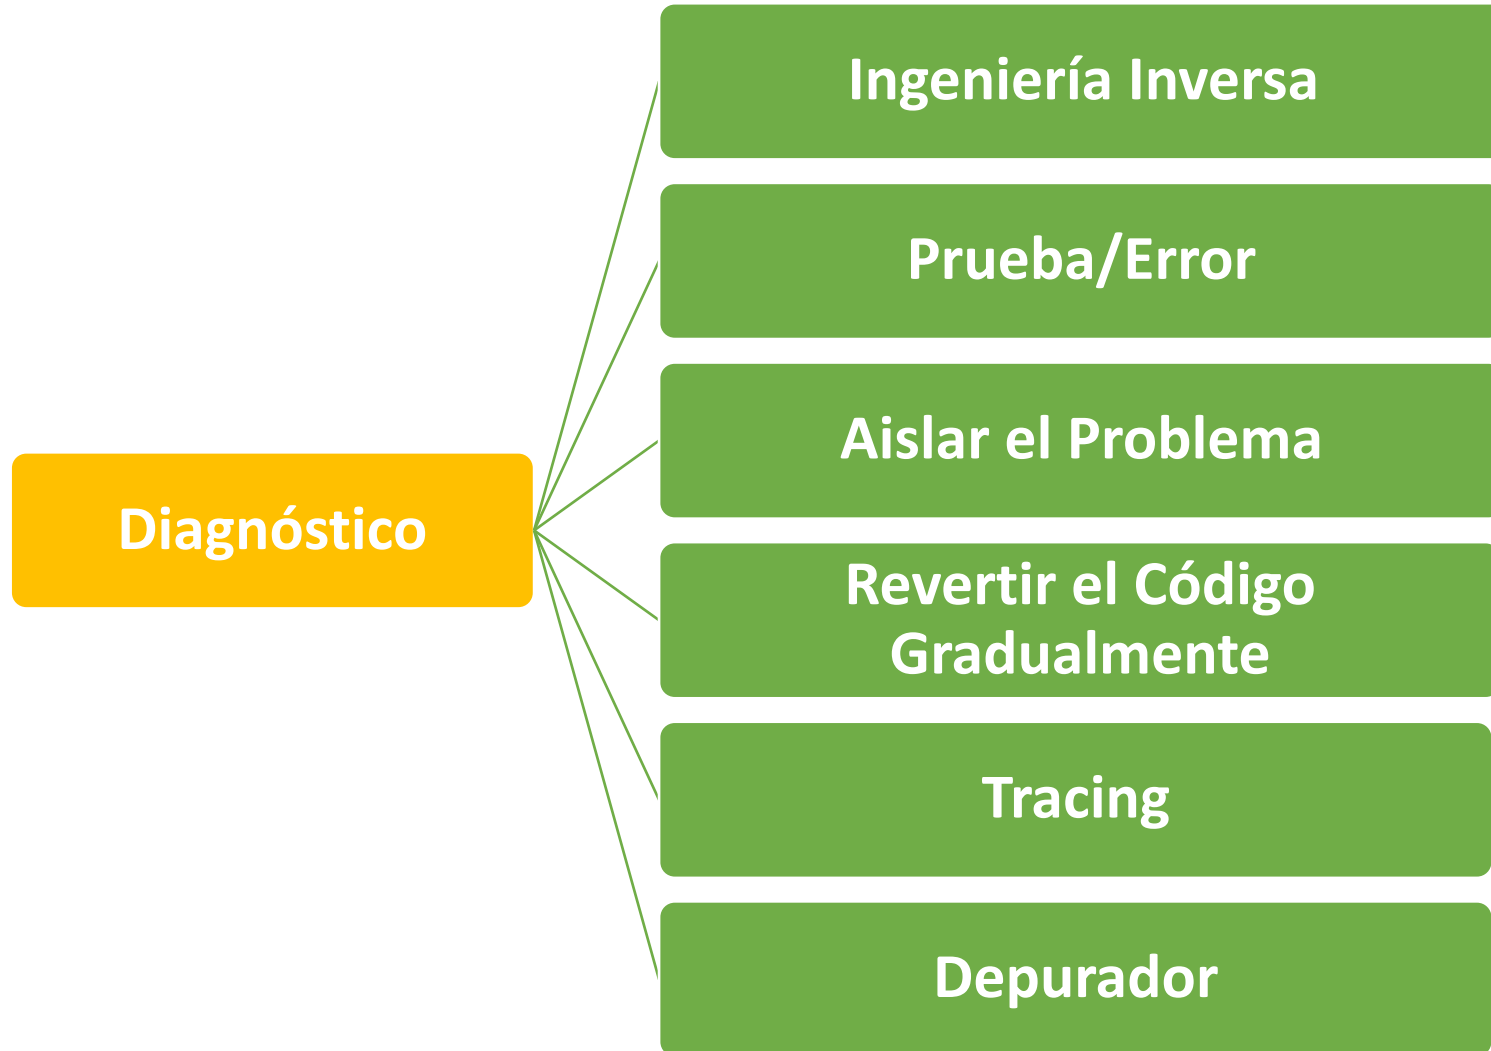 Ingeniería Inversa
Prueba/Error
Aislar el Problema
Diagnóstico
Revertir el Código
Gradualmente
Tracing
Depurador